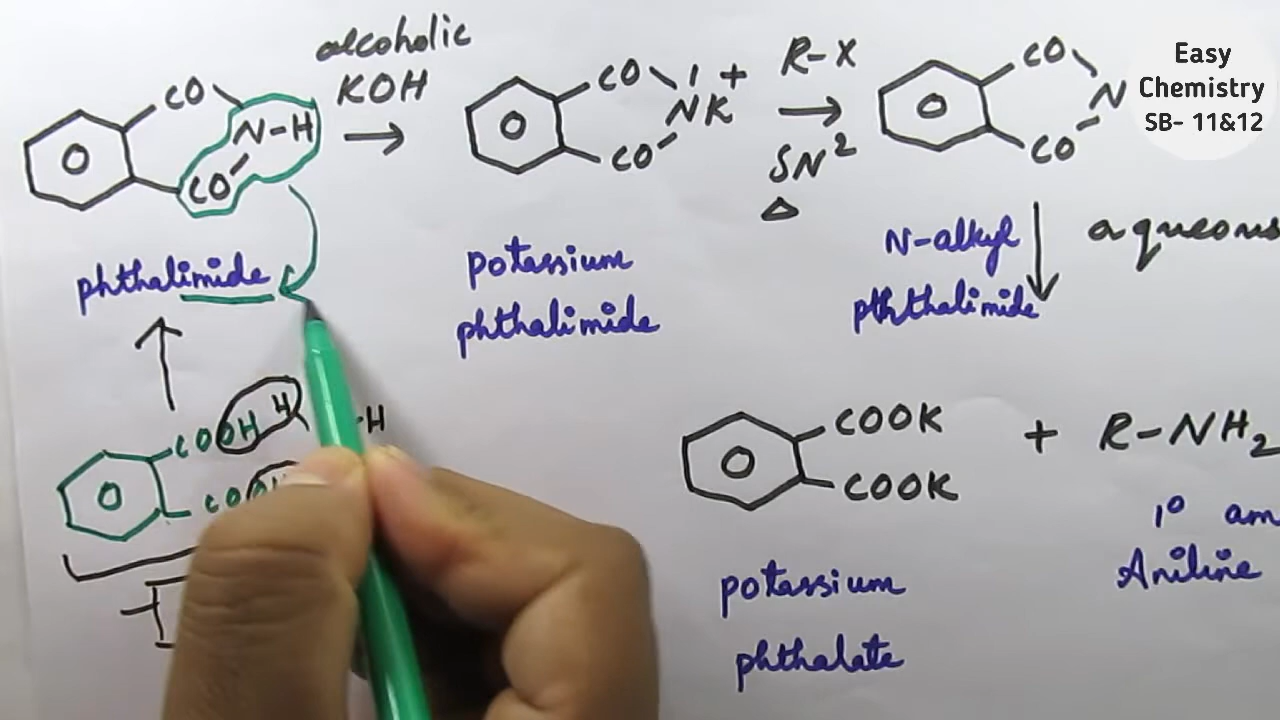 alcoholic
KOH
CO
N-H
CO
CO
NK
CO
+
R-X
SN²
CO
N
CO
Easy
Chemistry
SB- 11&12
phthalimide
potassium
phthalimide
N-alkyl
phthalimide
aqueous
COOH H
-H
COOH
COOK
COOK
+ R-NH₂
1° am
Aniline
potassium
phthalate